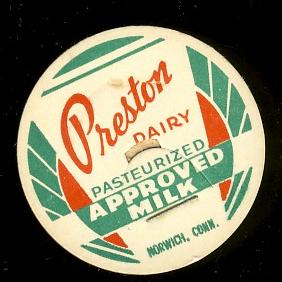 Preston
DAIRY
PASTEURIZED
APPROVED
MILK
NORWICH, CONN.